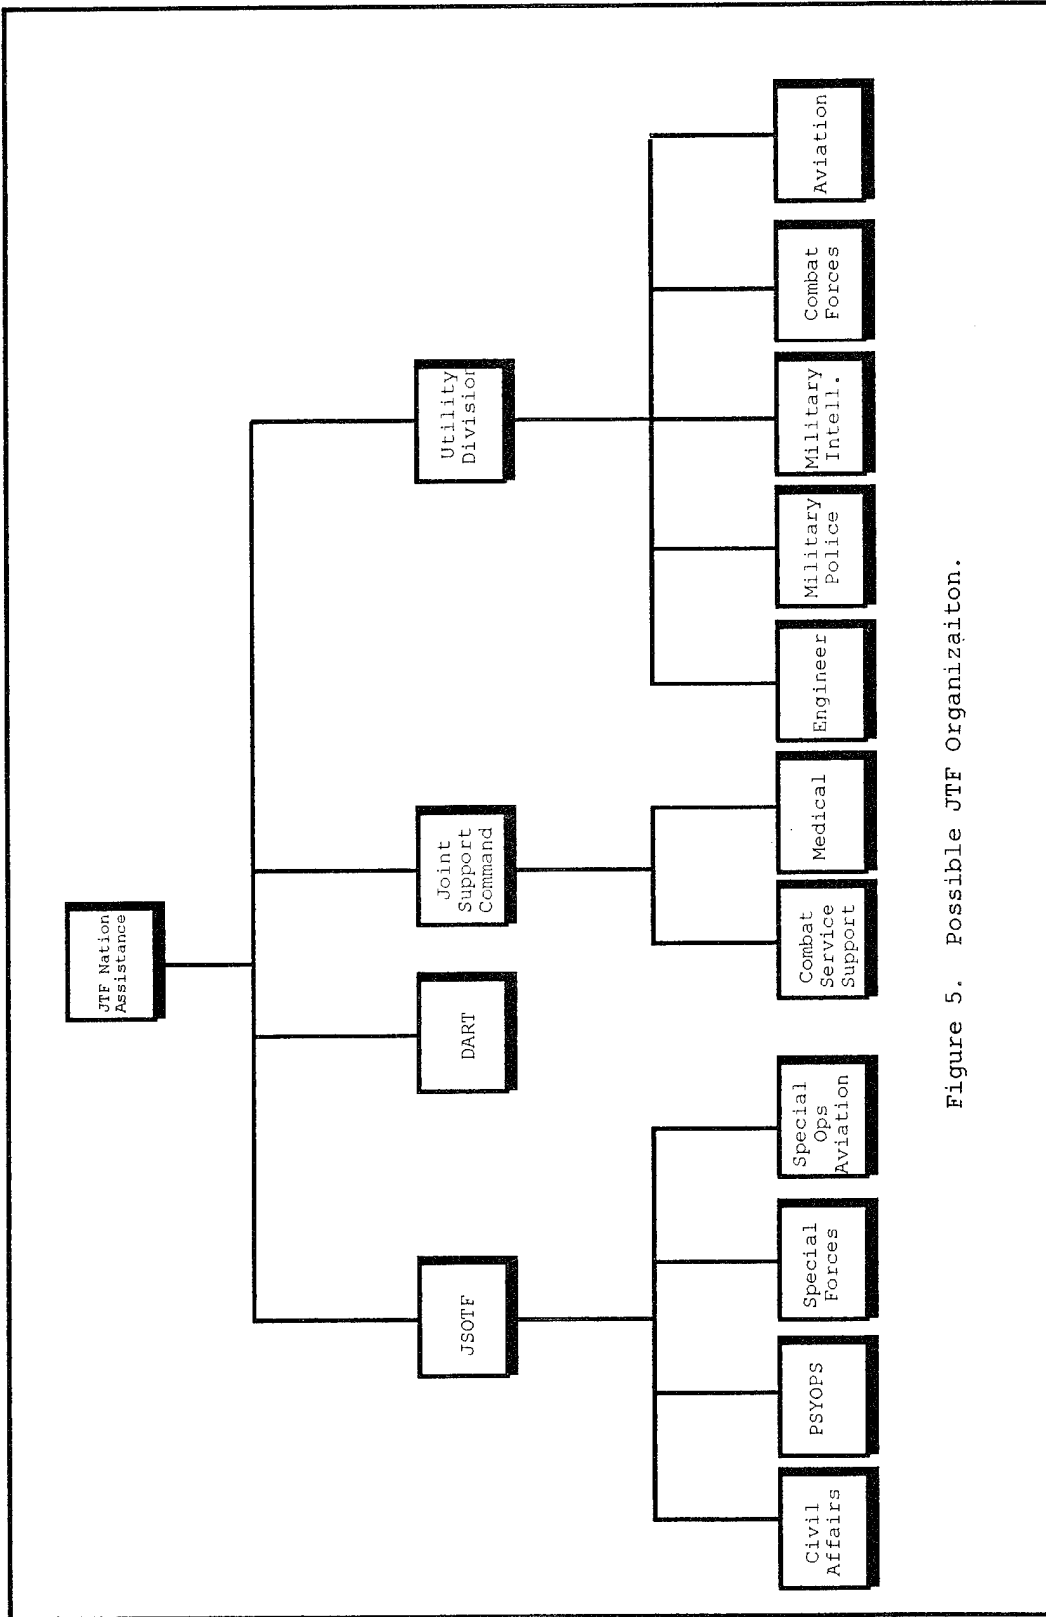 JTF Nation
Assistance
JSOTF
DART
Joint
Support
Command
Utility
Division
Civil
Affairs
PSYOPS
Special
Forces
Special
Ops
Aviation
Combat
Service
Support
Medical
Engineer
Military
Police
Military
Intell.
Combat
Forces
Aviation
Figure 5. Possible JTF Organizaiton.